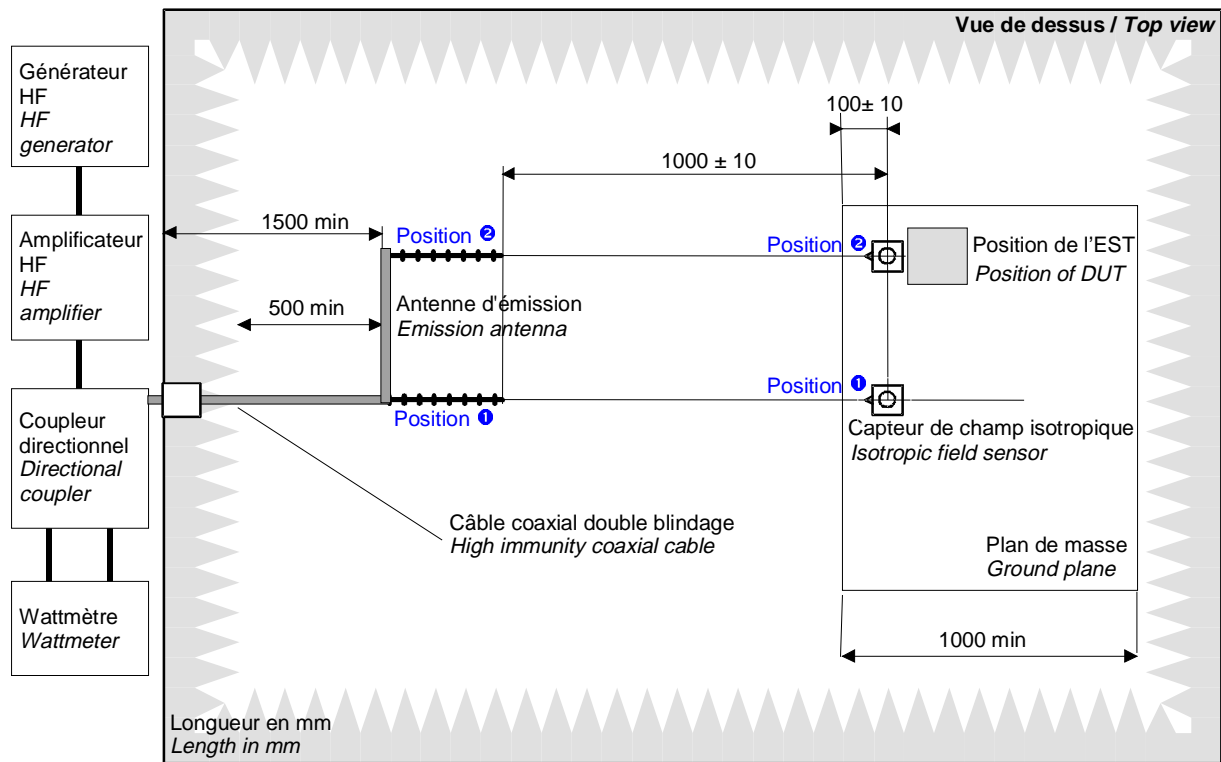 Vue de dessus / Top view
Générateur
HF
HF
generator
Amplificateur
HF
HF
amplifier
Coupleur
directionnel
Directional
coupler
Wattmètre
Wattmeter
100± 10
1000 ± 10
1500 min
Position ❷
Position ❷
Position de l'EST
Position of DUT
500 min
Antenne d'émission
Emission antenna
Position ❶
Position ❶
Capteur de champ isotropique
Isotropic field sensor
Câble coaxial double blindage
High immunity coaxial cable
Plan de masse
Ground plane
1000 min
Longueur en mm
Length in mm